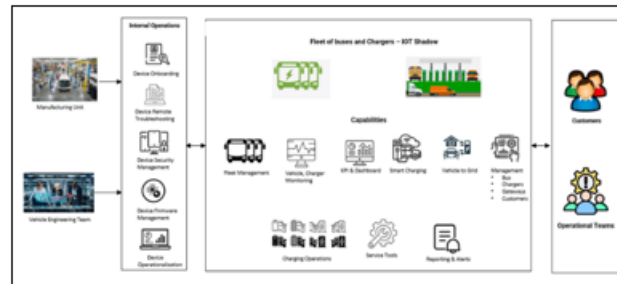 Internal Operations
Device Onboarding
Device Remote
Troubleshooting
Device Security
Management
Device Firmware
Management
Device
Operationalisation
Manufacturing Unit
Vehicle Engineering Team
Fleet of buses and Chargers – IOT Shadow
Capabilities
Fleet Management
Vehicle, Charger
Monitoring
KPI & Dashboard
Smart Charging
Vehicle to Grid
Management
• Bus
• Chargers
• Gateways
• Customers
Charging Operations
Service Tools
Reporting & Alerts
Customers
Operational Teams